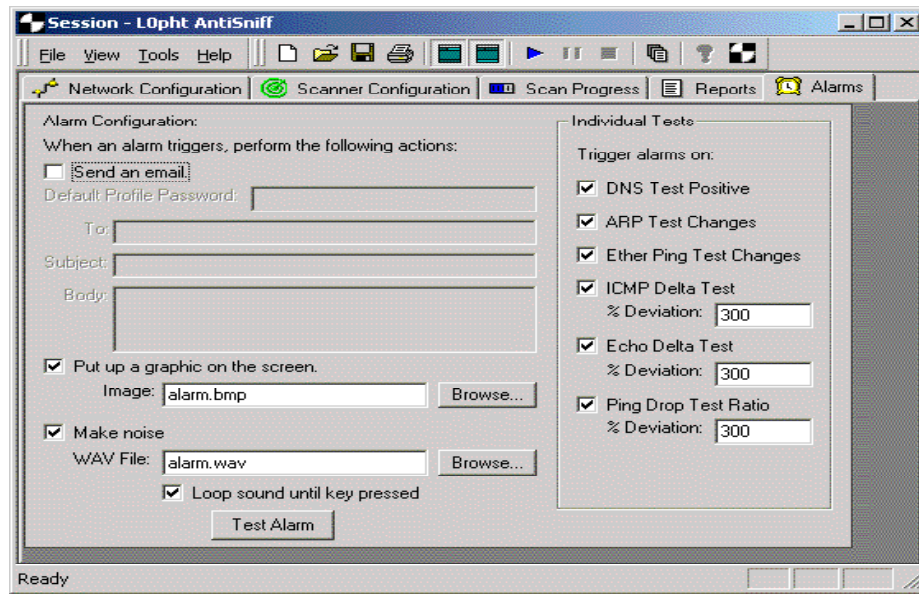 Session - L0pht AntiSniff
File View Tools Help
Network Configuration Scanner Configuration Scan Progress Reports Alarms
Alarm Configuration:
When an alarm triggers, perform the following actions:
Send an email.
Default Profile Password:
To:
Subject:
Body:
Put up a graphic on the screen.
Image: alarm.bmp Browse...
Make noise
WAV File: alarm.wav Browse...
Loop sound until key pressed
Test Alarm
Individual Tests
Trigger alarms on:
DNS Test Positive
ARP Test Changes
Ether Ping Test Changes
ICMP Delta Test
% Deviation: 300
Echo Delta Test
% Deviation: 300
Ping Drop Test Ratio
% Deviation: 300
Ready